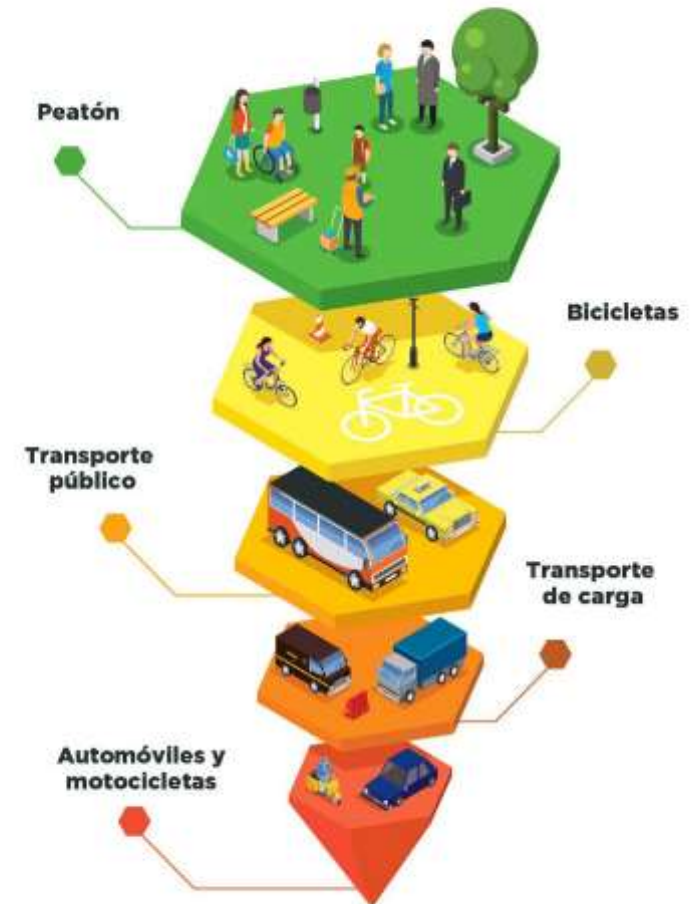 Peatón
Bicicletas
Transporte
público
Transporte
de carga
Automóviles y
motocicletas